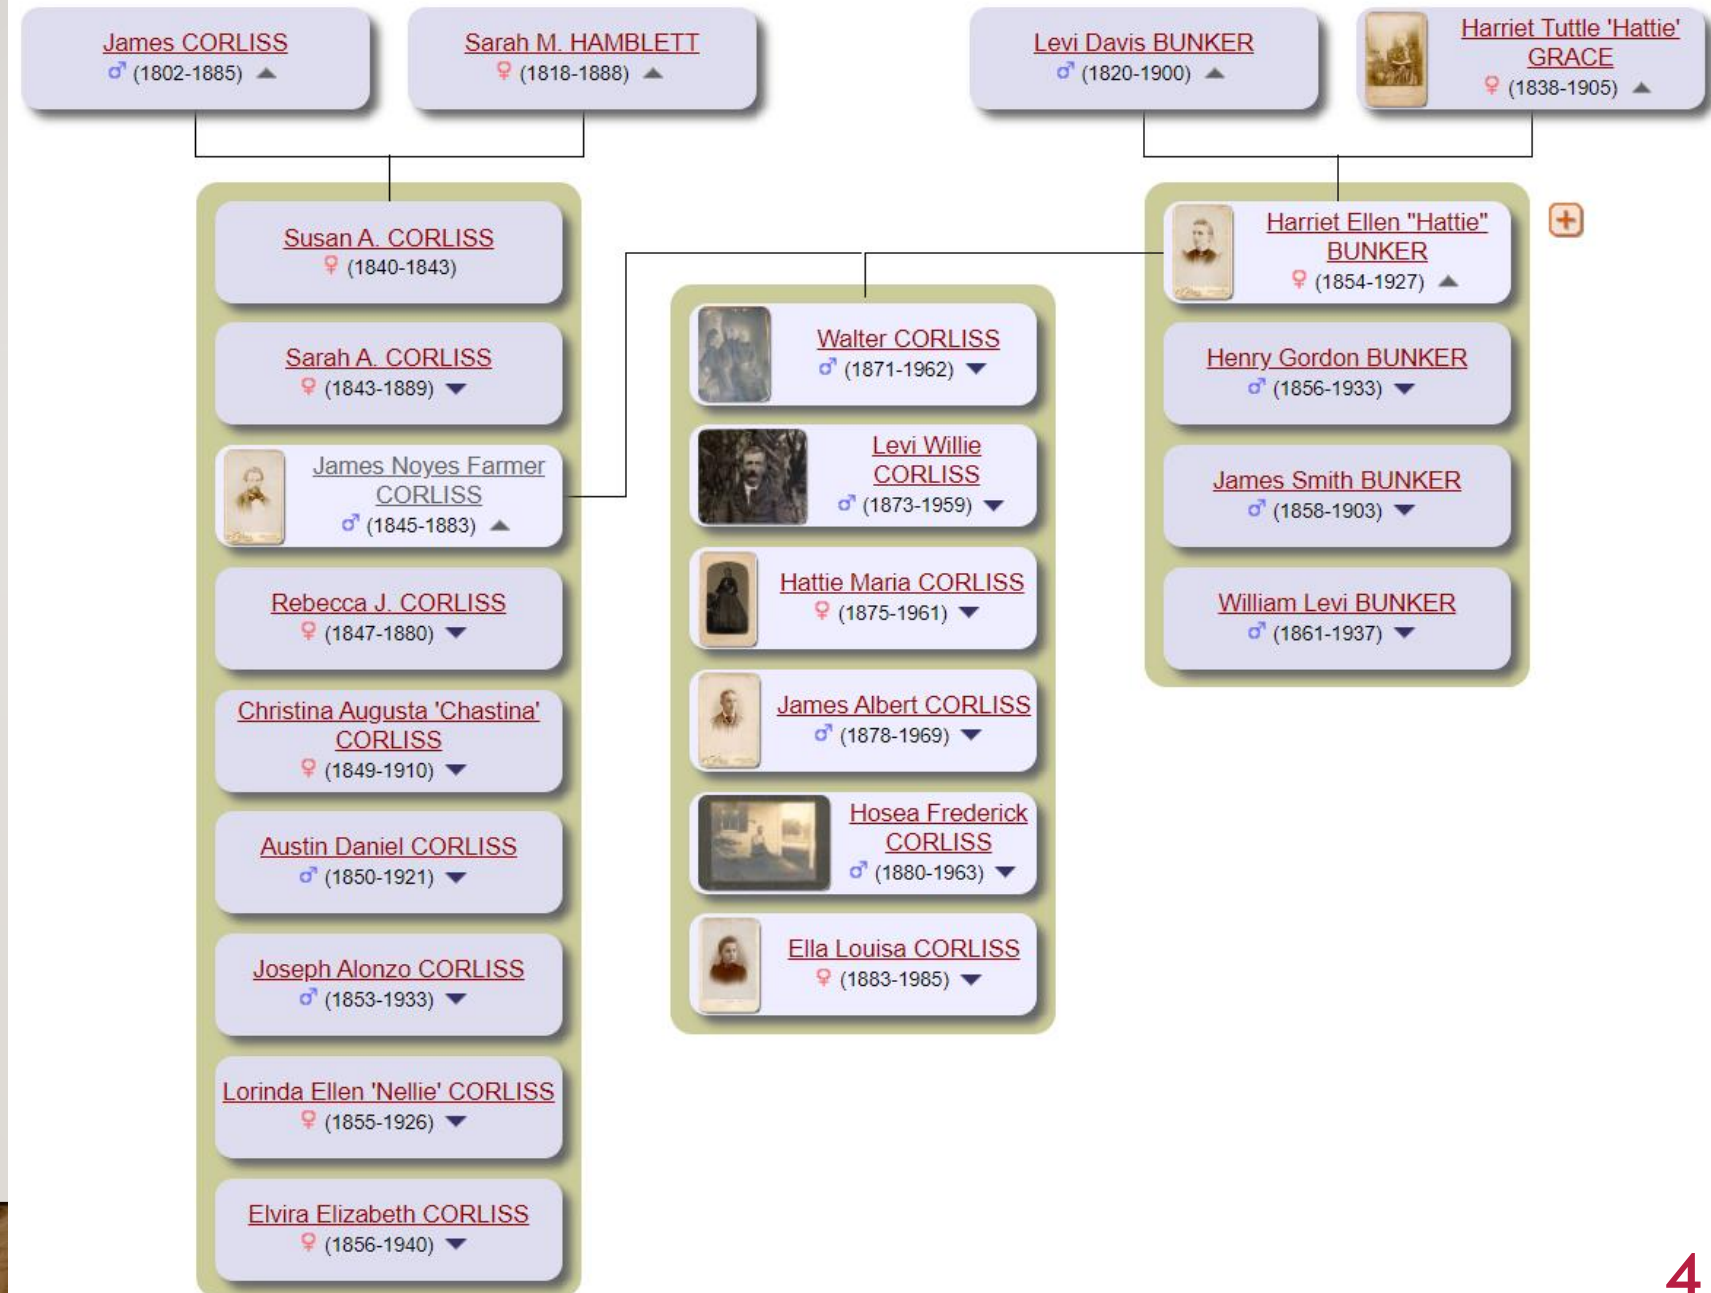 James CORLISS
♂ (1802-1885) ▲
Sarah M. HAMBLETT
♀ (1818-1888) ▲
Levi Davis BUNKER
♂ (1820-1900) ▲
Harriet Tuttle 'Hattie'
GRACE
♀ (1838-1905) ▲
Susan A. CORLISS
♀ (1840-1843)
Sarah A. CORLISS
♀ (1843-1889) ▼
James Noyes Farmer
CORLISS
♂ (1845-1883) ▲
Rebecca J. CORLISS
♀ (1847-1880) ▼
Christina Augusta 'Chastina'
CORLISS
♀ (1849-1910) ▼
Austin Daniel CORLISS
♂ (1850-1921) ▼
Joseph Alonzo CORLISS
♂ (1853-1933) ▼
Lorinda Ellen 'Nellie' CORLISS
♀ (1855-1926) ▼
Elvira Elizabeth CORLISS
♀ (1856-1940) ▼
Walter CORLISS
♂ (1871-1962) ▼
Levi Willie
CORLISS
♂ (1873-1959) ▼
Hattie Maria CORLISS
♀ (1875-1961) ▼
James Albert CORLISS
♂ (1878-1969) ▼
Hosea Frederick
CORLISS
♂ (1880-1963) ▼
Ella Louisa CORLISS
♀ (1883-1985) ▼
Harriet Ellen "Hattie"
BUNKER
♀ (1854-1927) ▲
Henry Gordon BUNKER
♂ (1856-1933) ▼
James Smith BUNKER
♂ (1858-1903) ▼
William Levi BUNKER
♂ (1861-1937) ▼
4